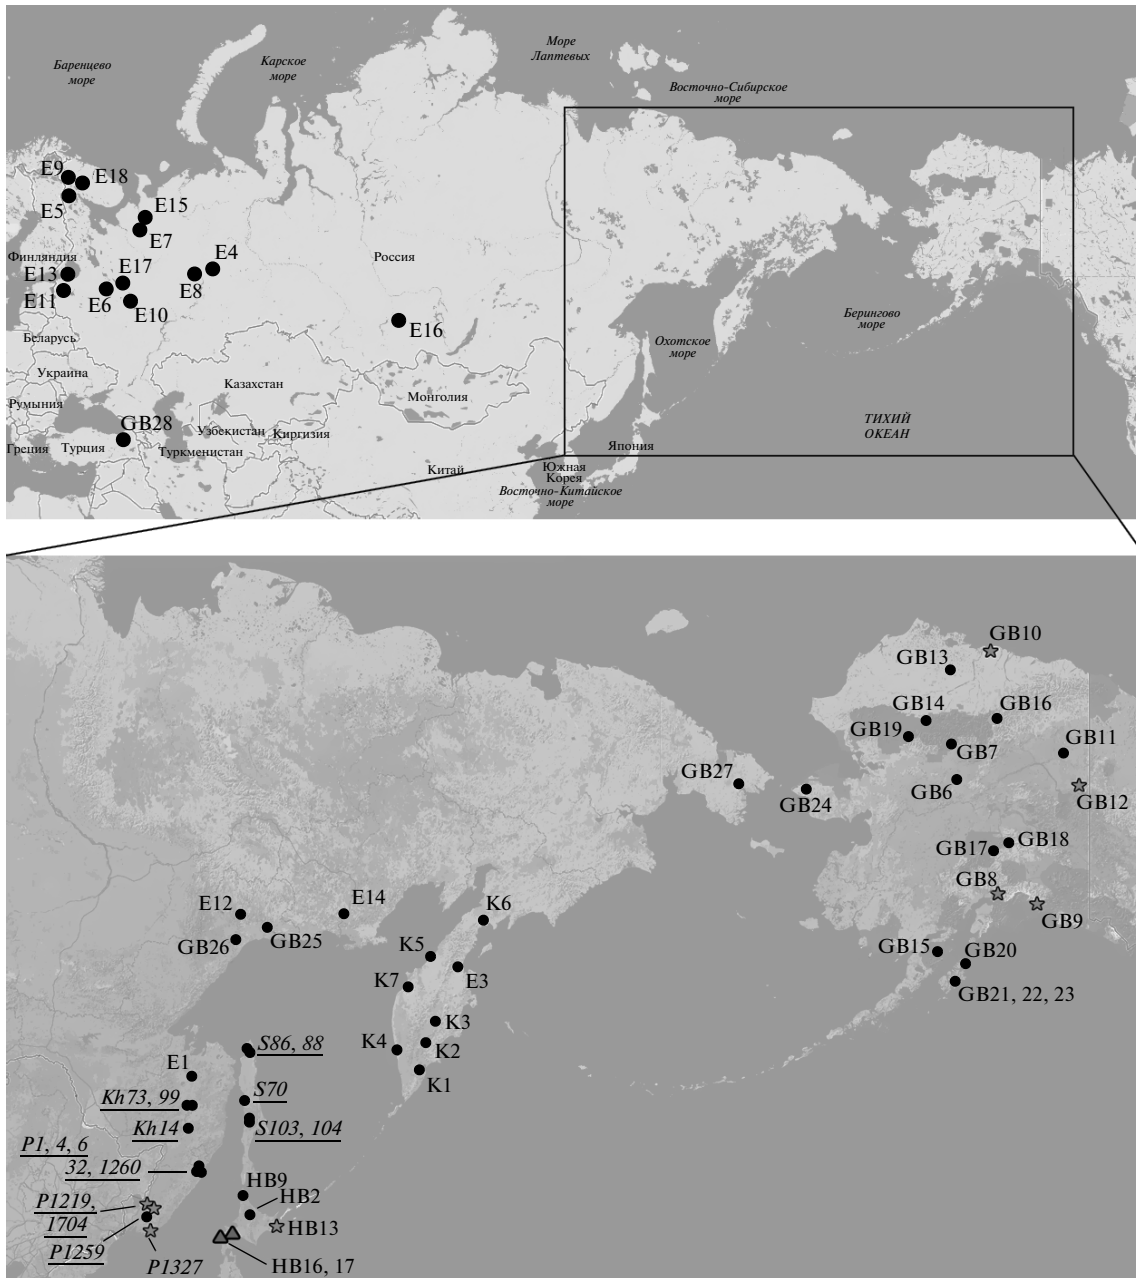 Море
Лаптевых
Баренцево
море
Карское
море
Восточно-Сибирское
море
E9
E18
E5
E15
E7
Финляндия
E13
E11
E17
E6
E10
E4
E8
Россия
E16
Беларусь
Украина
Румыния
Греция
Турция
GB28
Казахстан
Узбекистан
Киргизия
Туркменистан
Монголия
Китай
Охотское
море
Берингово
море
ТИХИЙ
ОКЕАН
Япония
Южная
Корея
Восточно-Китайское
море
GB10
GB13
GB14
GB16
GB19
GB7
GB11
GB27
GB24
GB6
GB12
GB18
GB17
GB8
GB9
E12
E14
K6
GB26
GB25
K5
E3
GB15
GB20
K7
GB21, 22, 23
K3
K4
K2
K1
S86, 88
E1
S70
Kh73, 99
Kh14
S103, 104
P1, 4, 6
32, 1260
HB9
HB2
P1219,
1704
HB13
P1259
P1327
HB16, 17